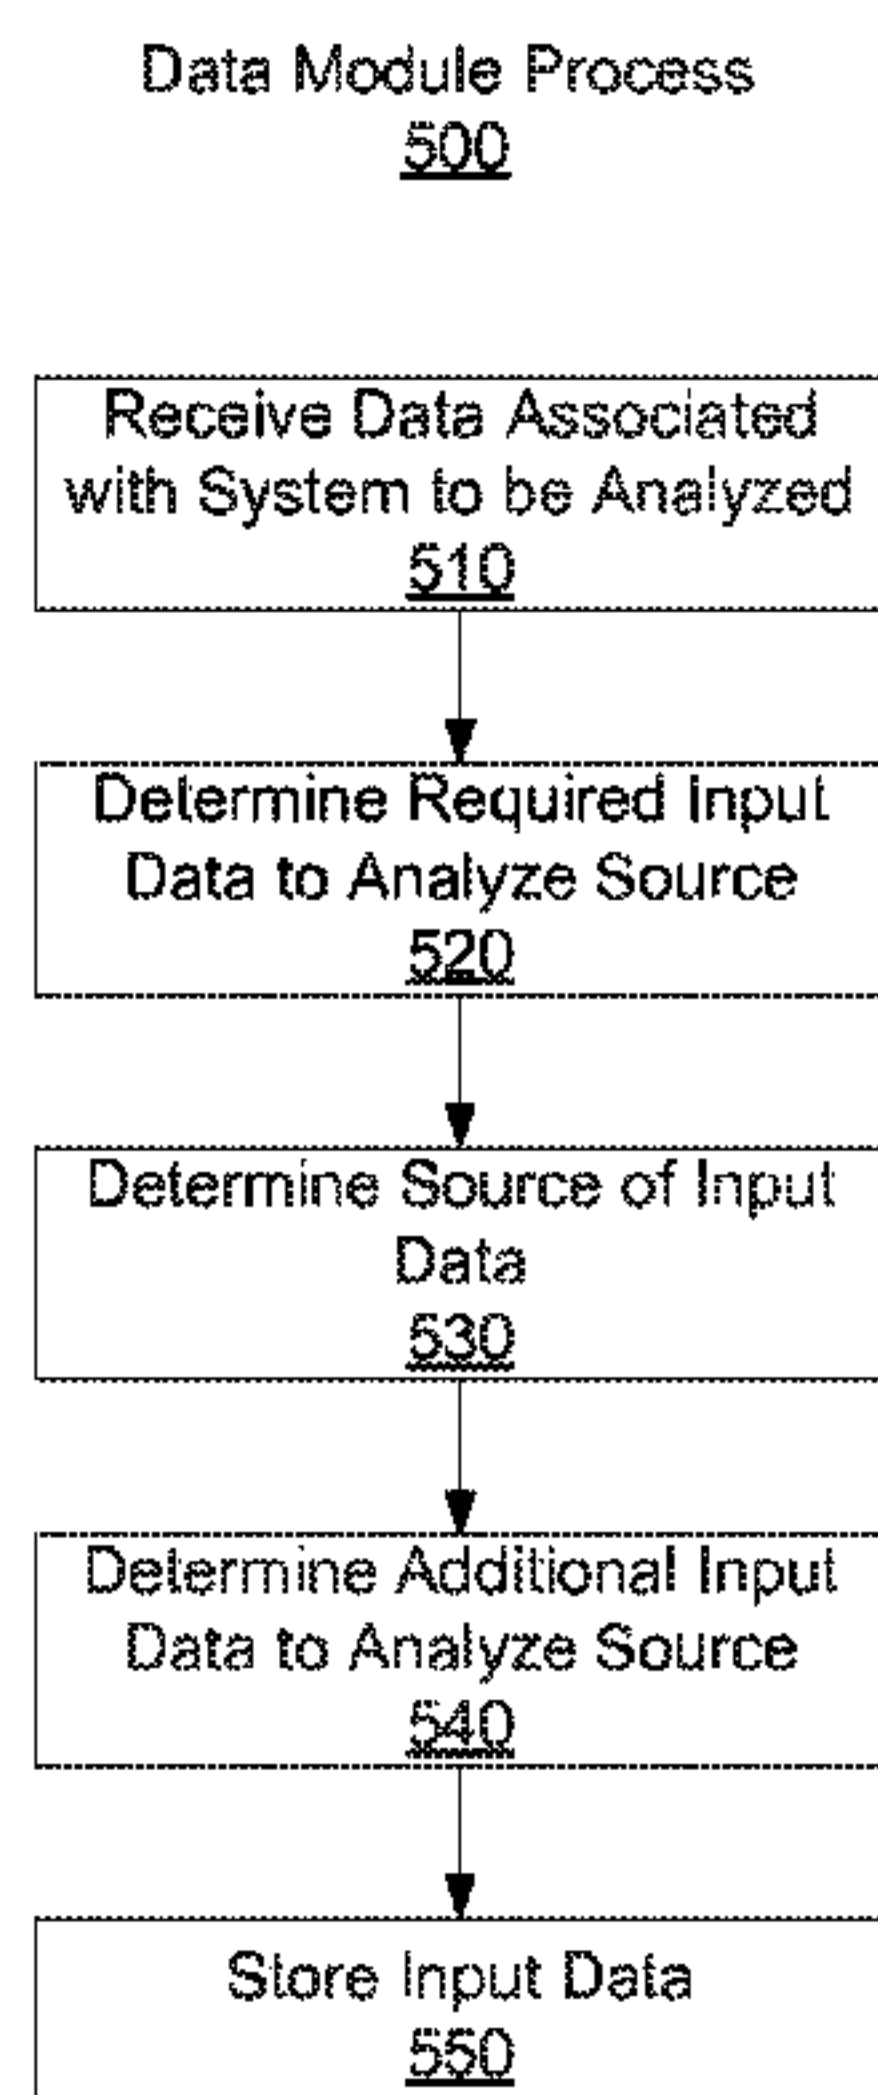 Data Module Process
500
Receive Data Associated
with System to be Analyzed
510
Determine Required Input
Data to Analyze Source
520
Determine Source of Input
Data
530
Determine Additional Input
Data to Analyze Source
540
Store Input Data
550